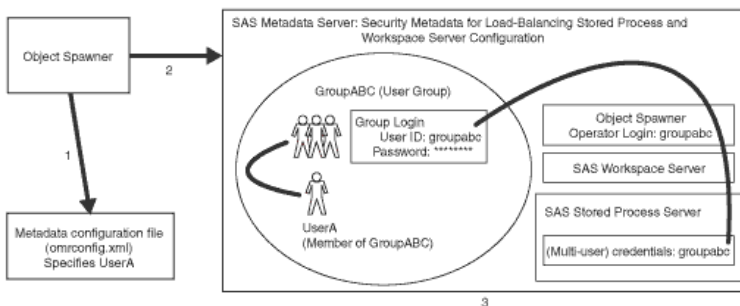 SAS Metadata Server: Security Metadata for Load-Balancing Stored Process and
Workspace Server Configuration
Object Spawner
2
1
GroupABC (User Group)
Group Login
User ID: groupabc
Password: ********
UserA
(Member of GroupABC)
Object Spawner
Operator Login: groupabc
SAS Workspace Server
SAS Stored Process Server
(Multi-user) credentials: groupabc
Metadata configuration file
(omrconfig.xml)
Specifies UserA
3